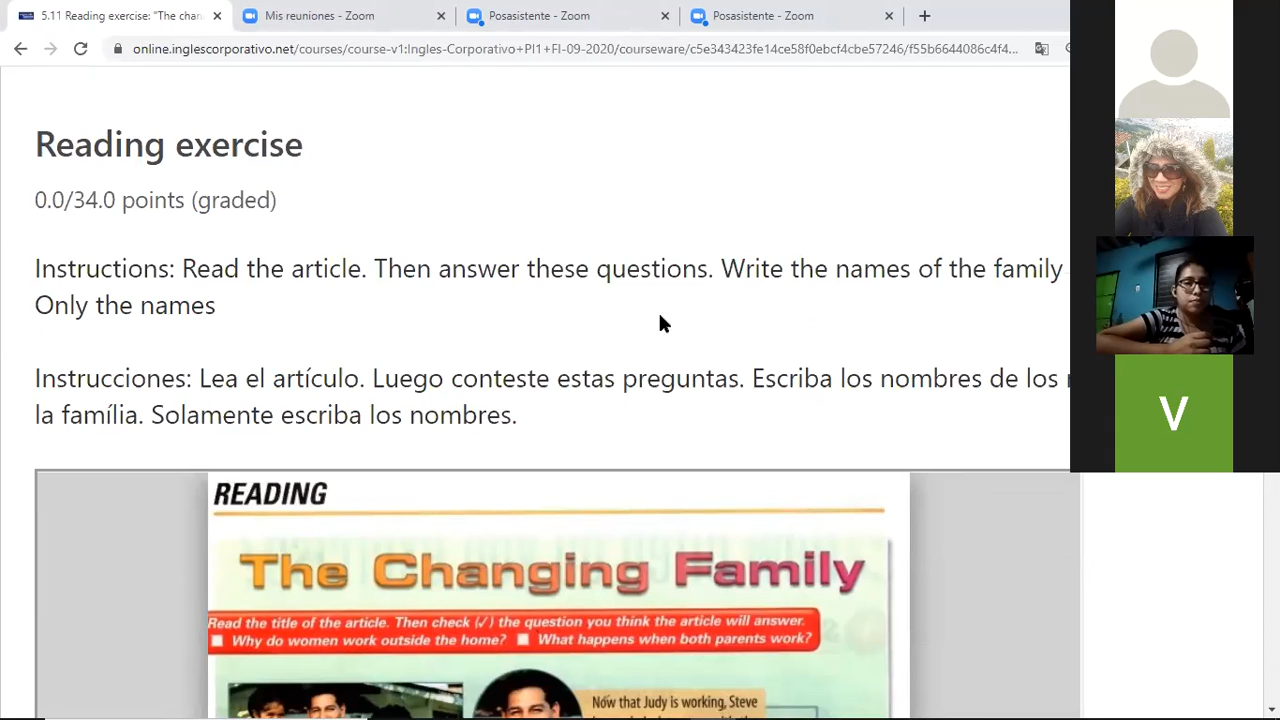 5.11 Reading exercise: "The chan
Mis reuniones - Zoom
Posasistente - Zoom
Posasistente - Zoom
online.inglescorporativo.net/courses/course-v1:Ingles-Corporativo+PI1+FI-09-2020/courseware/c5e343423fe14ce58f0ebcf4cbe57246/f55b6644086c4f4...
Reading exercise
0.0/34.0 points (graded)
Instructions: Read the article. Then answer these questions. Write the names of the family
Only the names
Instrucciones: Lea el artículo. Luego conteste estas preguntas. Escriba los nombres de los
la família. Solamente escriba los nombres.
V
READING
The Changing Family
Read the title of the article. Then check (✓) the question you think the article will answer.
Why do women work outside the home? What happens when both parents work?
Now that Judy is working, Steve